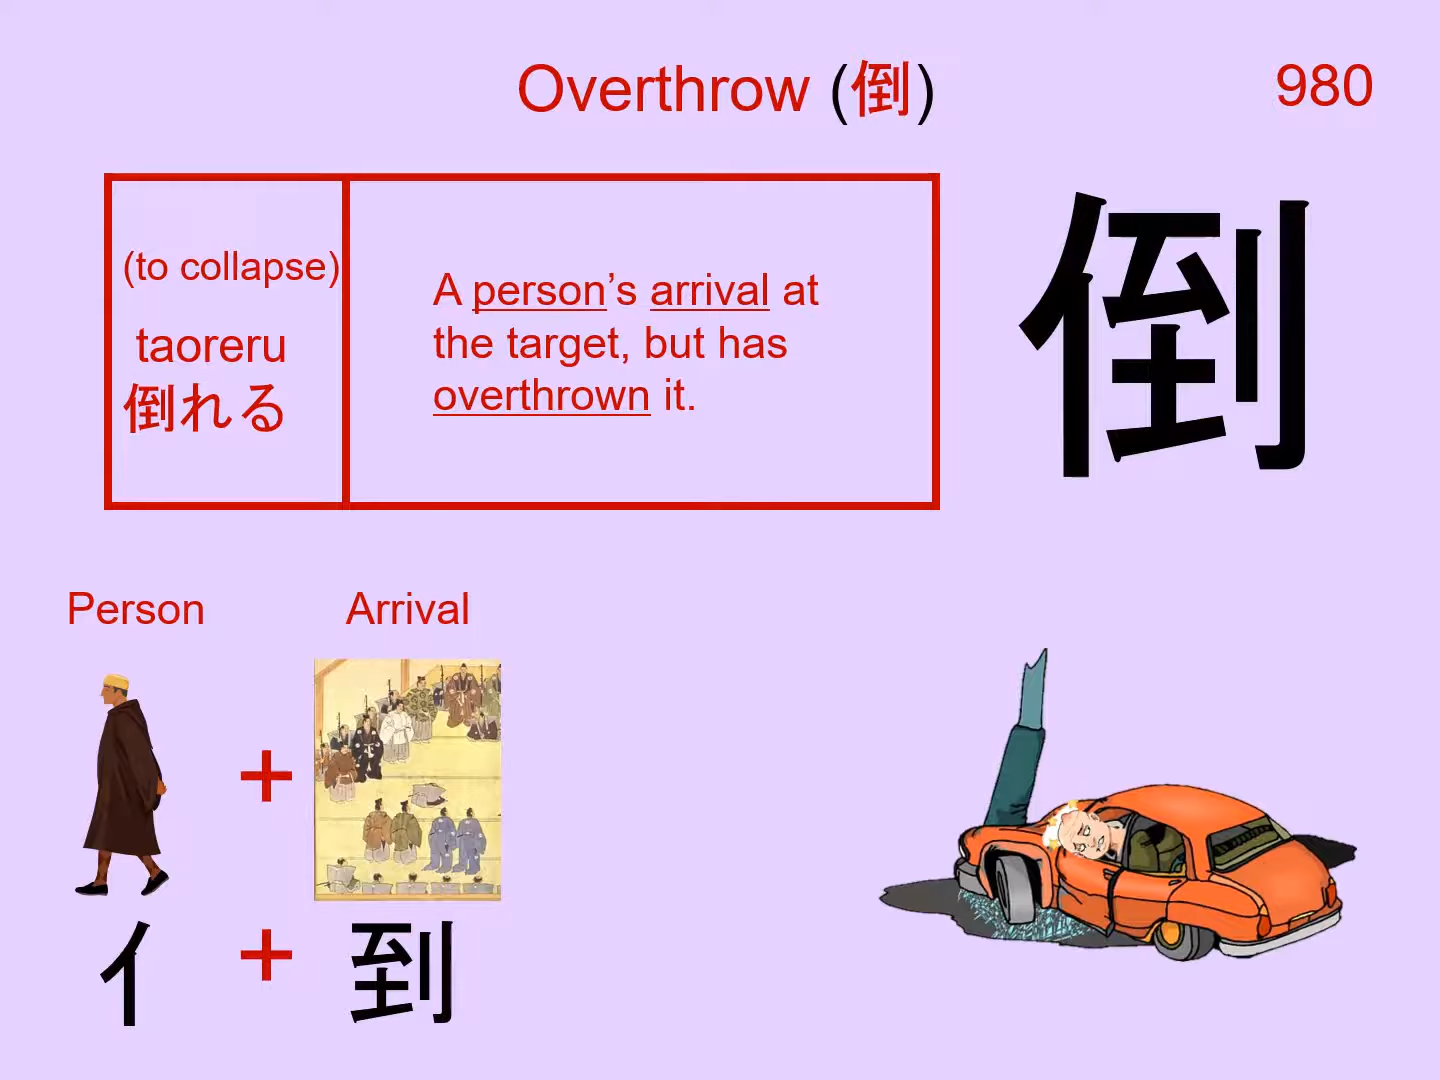 Overthrow (倒)
980
(to collapse)
taoreru
倒れる
A person’s arrival at
the target, but has
overthrown it.
倒
Person
Arrival
+
亻 + 到